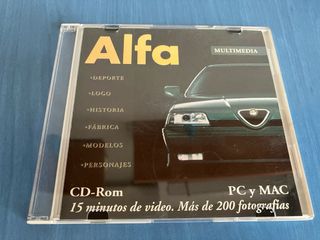 Alfa
MULTIMEDIA
•DEPORTE
•LOGO
•HISTORIA
•FÁBRICA
•MODELOS
•PERSONAJES
CD-Rom
PC y MAC
15 minutos de video. Más de 200 fotografías